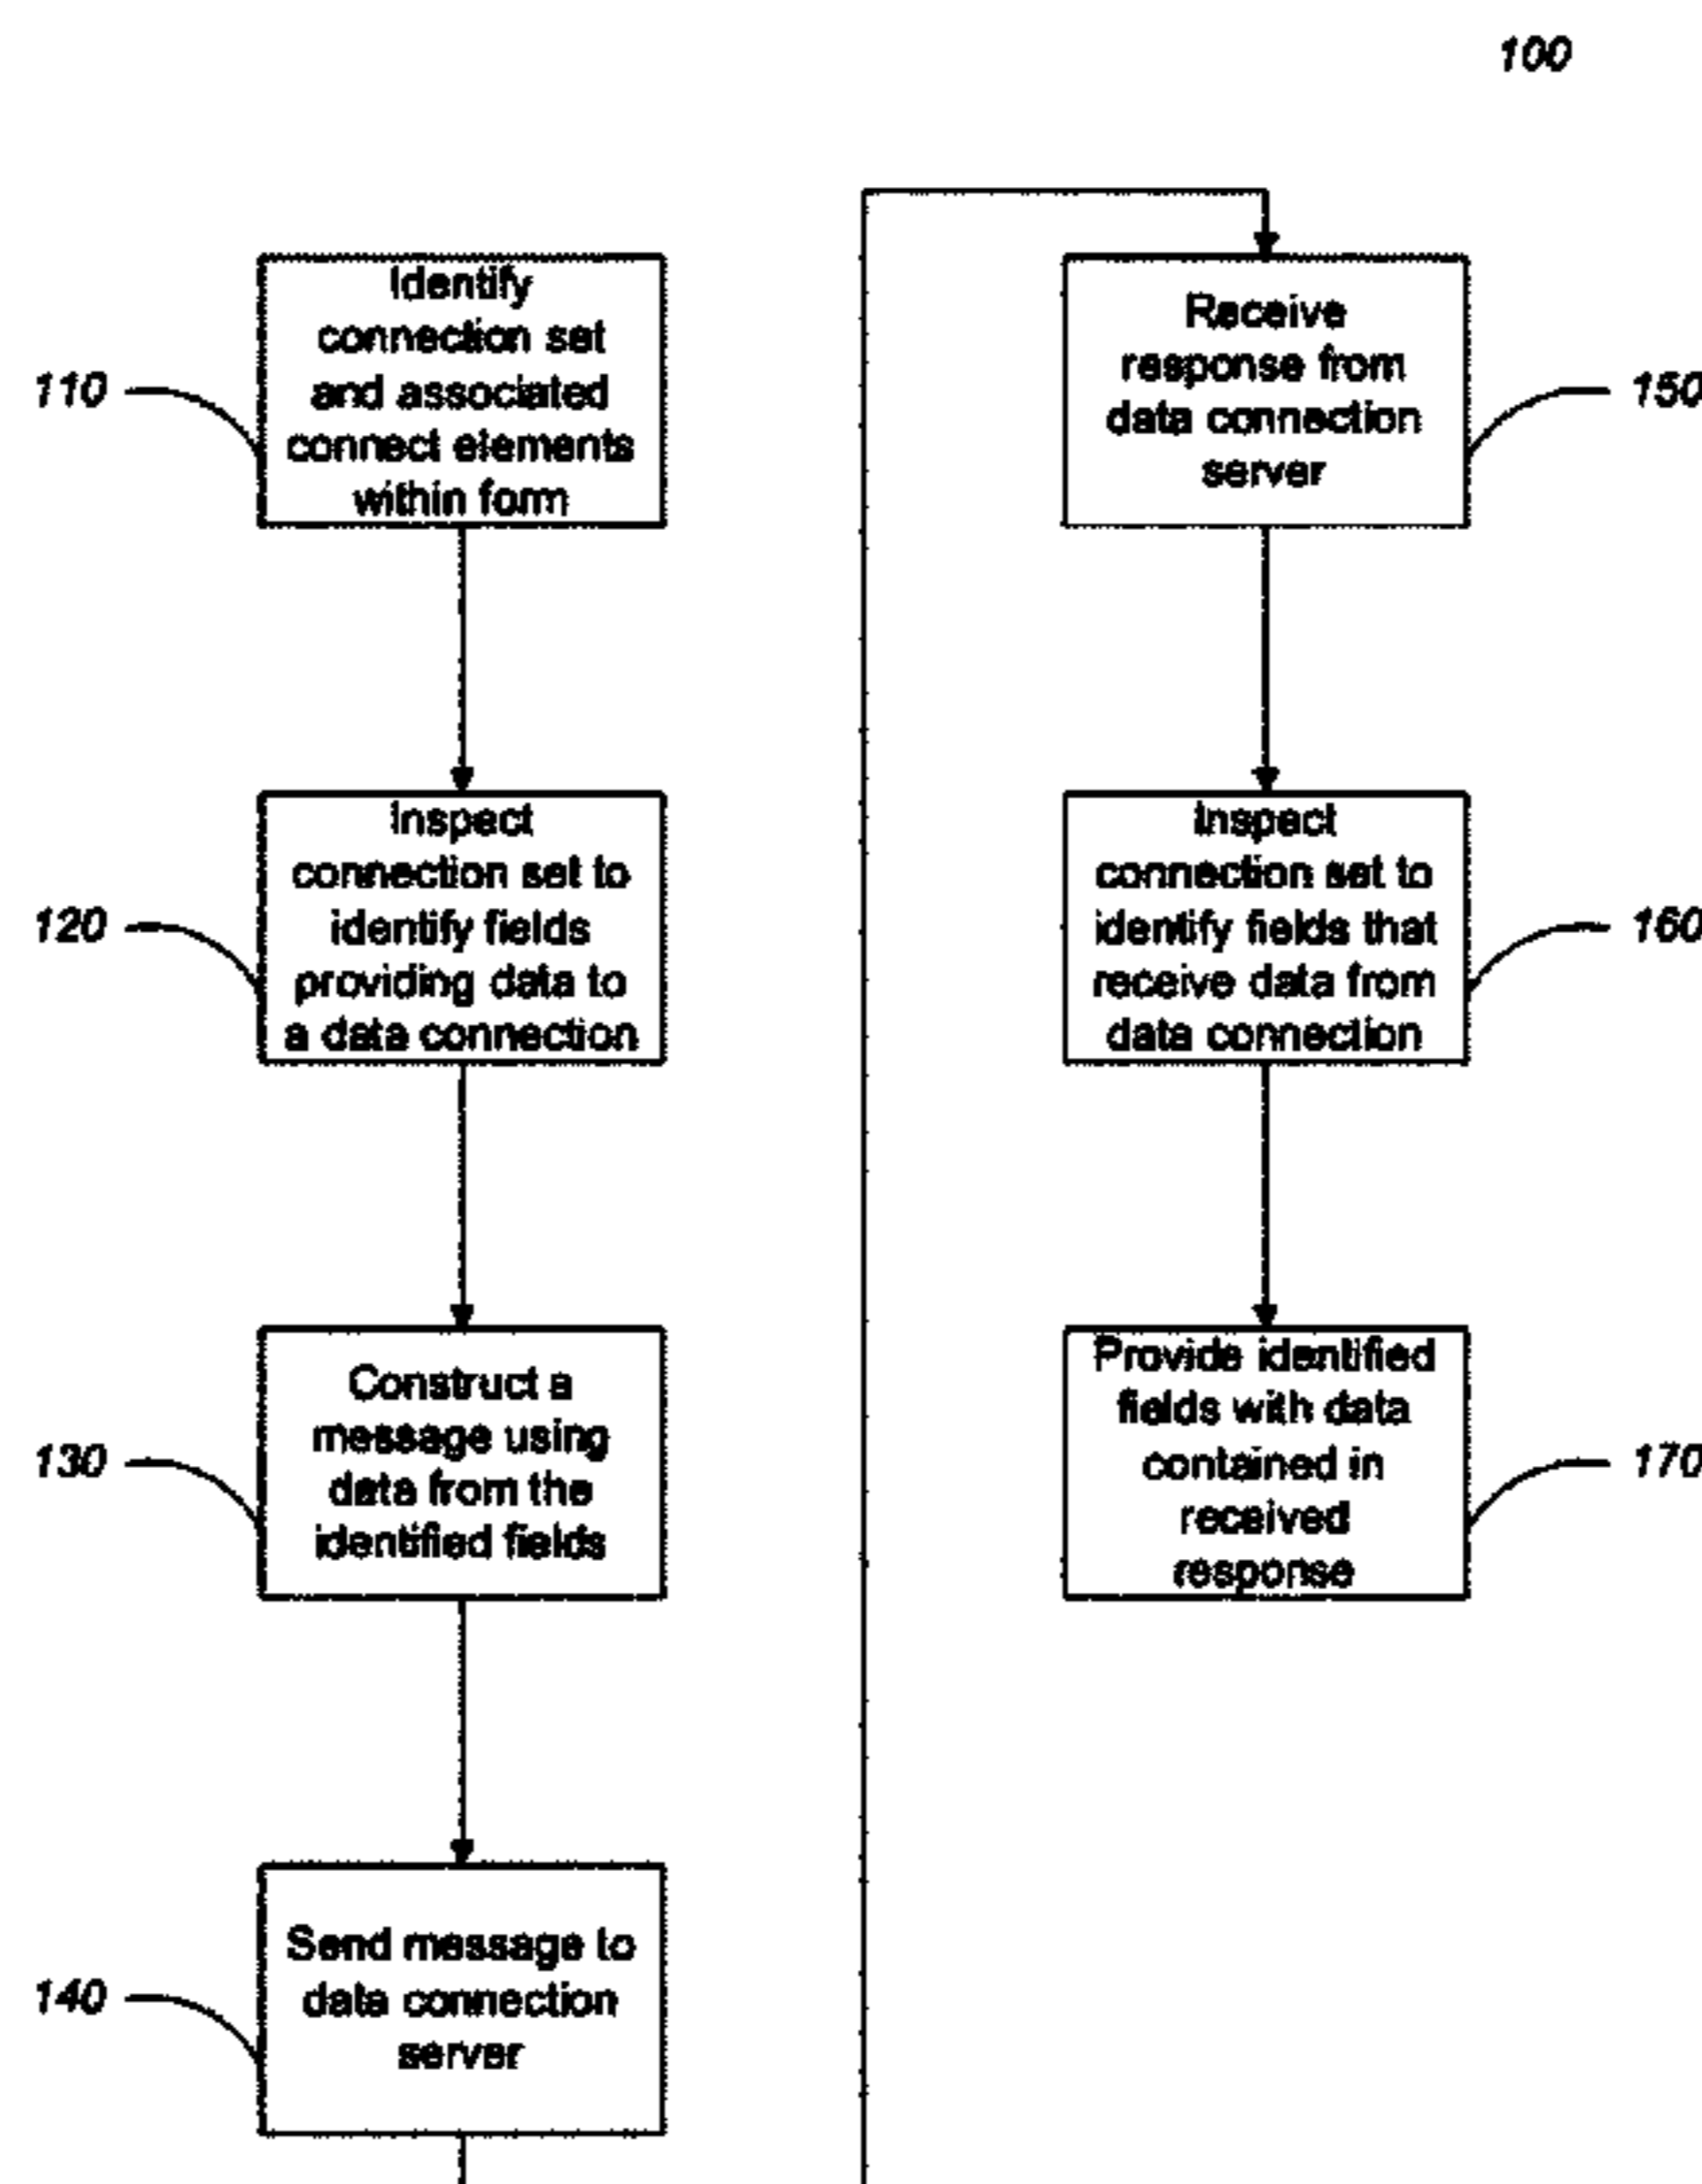 100
110
Identify
connection set
and associated
connect elements
within form
120
Inspect
connection set to
identify fields
providing data to
a data connection
130
Construct a
message using
data from the
identified fields
140
Send message to
data connection
server
150
Receive
response from
data connection
server
160
Inspect
connection set to
identify fields that
receive data from
data connection
170
Provide identified
fields with data
contained in
received
response